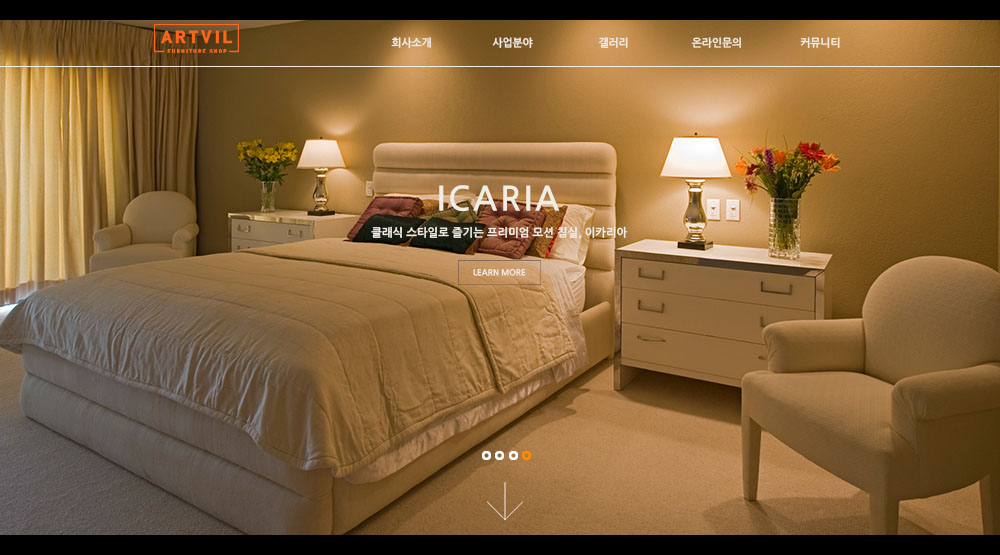 ARTVIL
FURNITURE SHOP
회사소개 사업분야 갤러리 온라인문의 커뮤니티
ICARIA
클래식 스타일로 즐기는 프리미엄 모션 침실, 이카리아
LEARN MORE